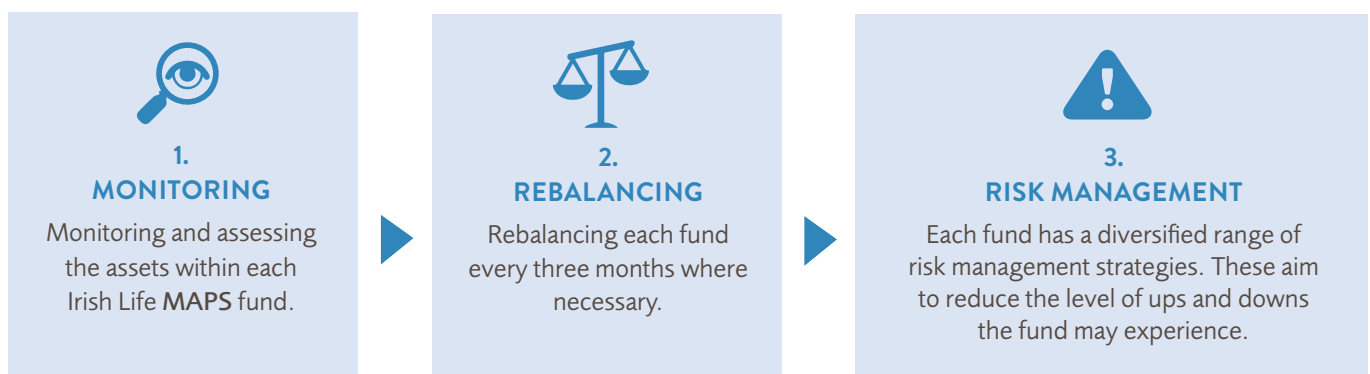 1.
MONITORING
Monitoring and assessing
the assets within each
Irish Life MAPS fund.
2.
REBALANCING
Rebalancing each fund
every three months where
necessary.
3.
RISK MANAGEMENT
Each fund has a diversified range of
risk management strategies. These aim
to reduce the level of ups and downs
the fund may experience.